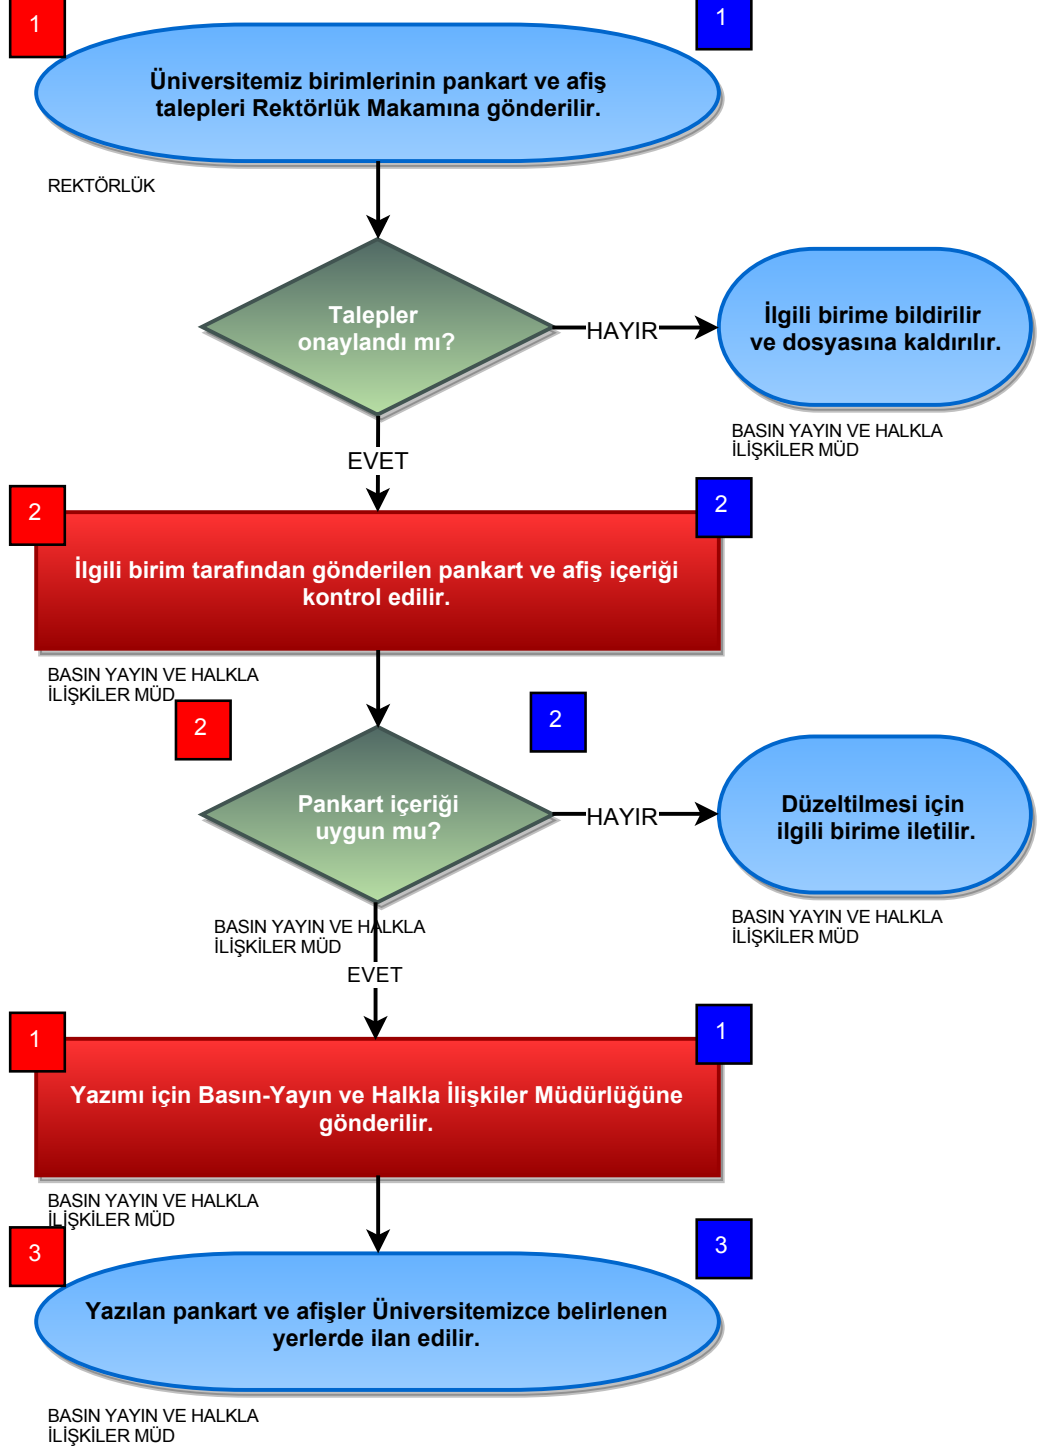 1
1
Üniversitemiz birimlerinin pankart ve afiş
talepleri Rektörlük Makamına gönderilir.
REKTÖRLÜK
Talepler
onaylandı mı?
HAYIR
İlgili birime bildirilir
ve dosyasına kaldırılır.
BASIN YAYIN VE HALKLA
İLİŞKİLER MÜD
EVET
2
2
İlgili birim tarafından gönderilen pankart ve afiş içeriği
kontrol edilir.
BASIN YAYIN VE HALKLA
İLİŞKİLER MÜD
2
2
Pankart içeriği
uygun mu?
HAYIR
Düzeltilmesi için
ilgili birime iletilir.
BASIN YAYIN VE HALKLA
İLİŞKİLER MÜD
BASIN YAYIN VE HALKLA
İLİŞKİLER MÜD
EVET
1
1
Yazımı için Basın-Yayın ve Halkla İlişkiler Müdürlüğüne
gönderilir.
BASIN YAYIN VE HALKLA
İLİŞKİLER MÜD
3
3
Yazılan pankart ve afişler Üniversitemizce belirlenen
yerlerde ilan edilir.
BASIN YAYIN VE HALKLA
İLİŞKİLER MÜD